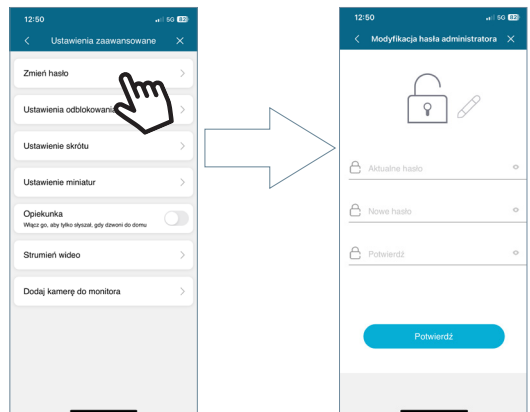 12:50
5G 82
Ustawienia zaawansowane
Zmień hasło
Ustawienia odblokowania
Ustawienie skrótu
Ustawienie miniatur
Opiekunka
Włącz go, aby tylko słyszał, gdy dzwoni do domu
Strumień wideo
Dodaj kamerę do monitora
12:50
5G 82
Modyfikacja hasła administratora
Aktualne hasło
Nowe hasło
Potwierdź
Potwierdź